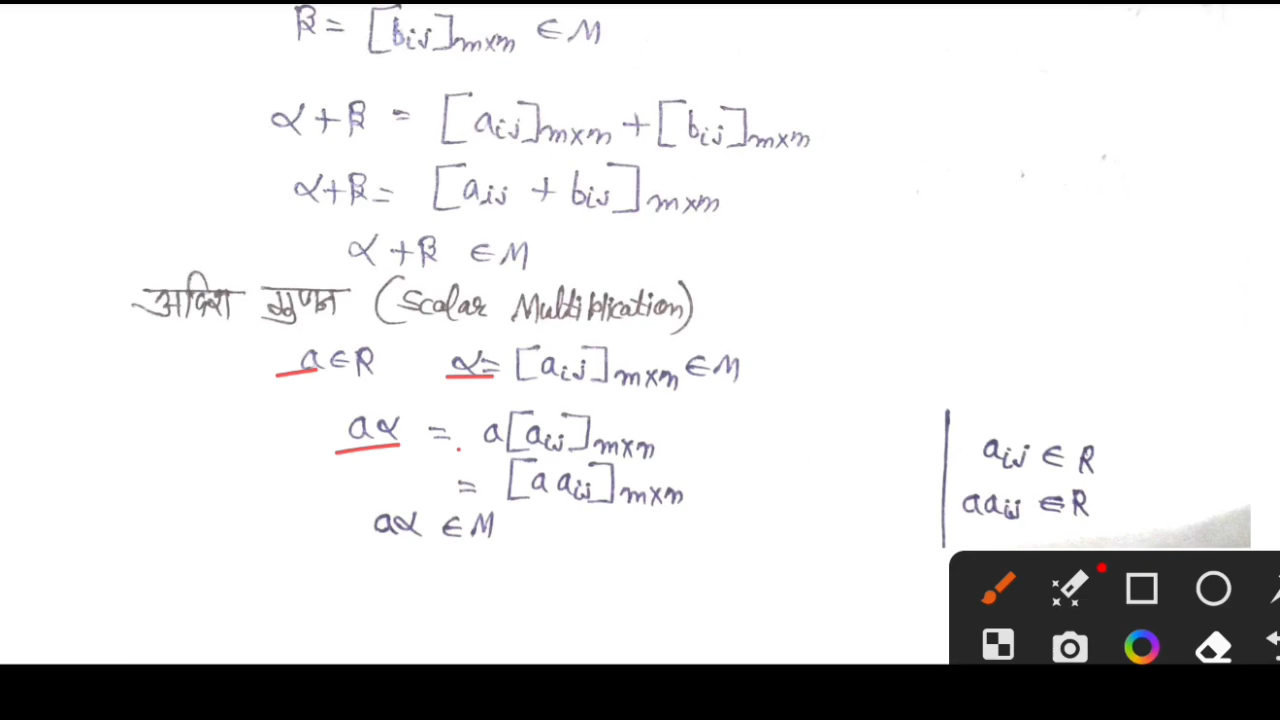 β = [bij]m×n ∈ M
α + β = [aij]m×n + [bij]m×n
α+β = [aij + bij]m×n
α + β ∈ M
अदिश गुणन (Scalar Multiplication)
a ∈ R α = [aij]m×n ∈ M
aα = a[aij]m×n
= [a aij]m×n
aα ∈ M
aij ∈ R
aaij ∈ R